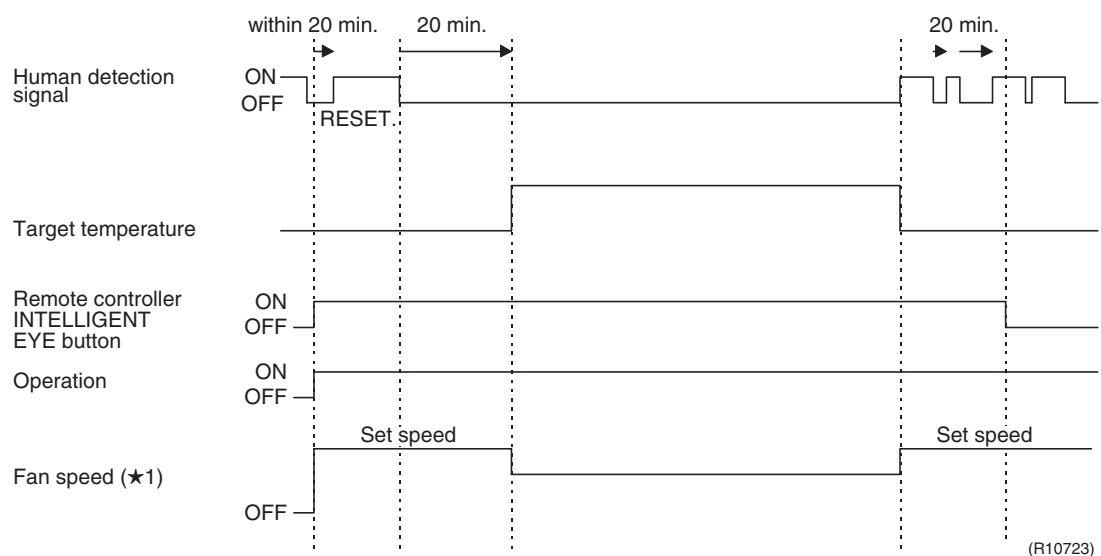 within 20 min.
20 min.
20 min.
Human detection
signal
ON
OFF
RESET.
Target temperature
Remote controller
INTELLIGENT
EYE button
ON
OFF
Operation
ON
OFF
Set speed
Set speed
Fan speed (★1)
OFF
(R10723)